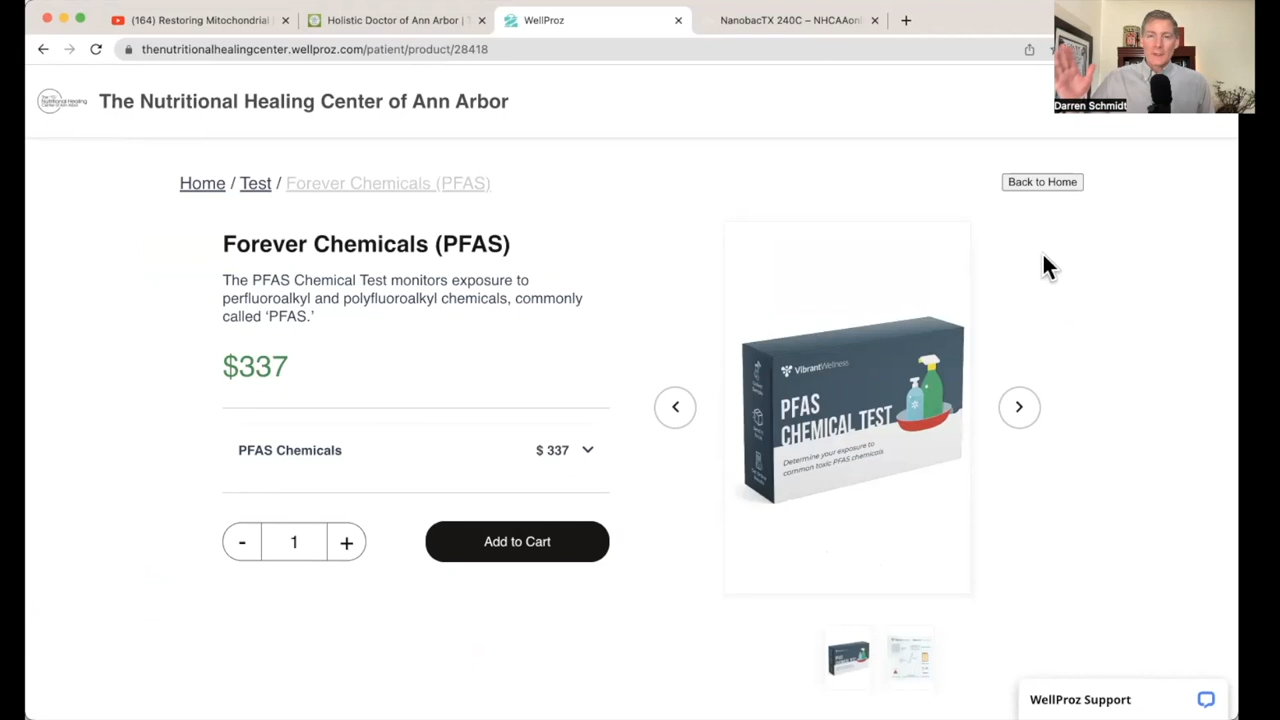 (164) Restoring Mitochondrial
Holistic Doctor of Ann Arbor | T
WellProz
NanobacTX 240C – NHCAAon
thenutritionalhealingcenter.wellproz.com/patient/product/28418
Darren Schmidt
The Nutritional Healing Center of Ann Arbor
Home / Test / Forever Chemicals (PFAS)
Back to Home
Forever Chemicals (PFAS)
The PFAS Chemical Test monitors exposure to
perfluoroalkyl and polyfluoroalkyl chemicals, commonly
called ‘PFAS.’
$337
PFAS Chemicals $ 337
- 1 +
Add to Cart
VibrantWellness
PFAS
CHEMICAL TEST
Determine your exposure to
common toxic PFAS chemicals
WellProz Support